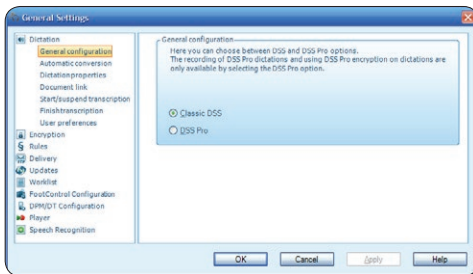 General Settings
Dictation
General configuration
Automatic conversion
Dictation properties
Document link
Start/suspend transcription
Finish transcription
User preferences
Encryption
Rules
Delivery
Updates
Worklist
FootControl Configuration
DPM/DT Configuration
Player
Speech Recognition
General configuration
Here you can choose between DSS and DSS Pro options.
The recording of DSS Pro dictations and using DSS Pro encryption on dictations are
only available by selecting the DSS Pro option.
Classic DSS
DSS Pro
OK Cancel Apply Help